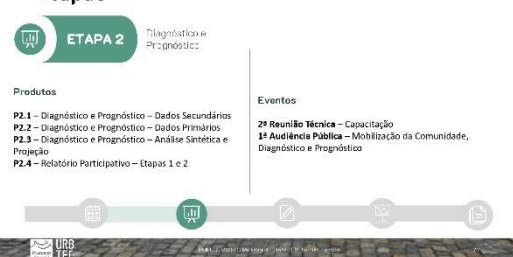 ETAPA 2
Diagnóstico e
Prognóstico
Produtos
P2.1 – Diagnóstico e Prognóstico – Dados Secundários
P2.2 – Diagnóstico e Prognóstico – Dados Primários
P2.3 – Diagnóstico e Prognóstico – Análise Sintética e
Projeção
P2.4 – Relatório Participativo – Etapas 1 e 2
Eventos
2ª Reunião Técnica – Capacitação
1ª Audiência Pública – Mobilização da Comunidade,
Diagnóstico e Prognóstico
URB
TEC